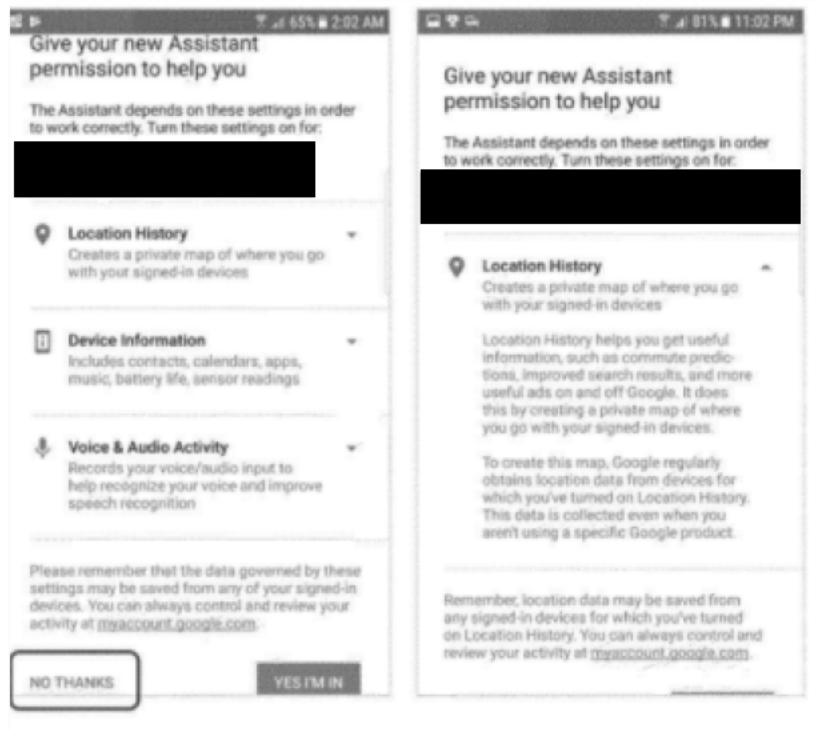 65% 2:02 AM
Give your new Assistant
permission to help you
The Assistant depends on these settings in order
to work correctly. Turn these settings on for:
Location History
Creates a private map of where you go
with your signed-in devices
Device Information
Includes contacts, calendars, apps,
music, battery life, sensor readings
Voice & Audio Activity
Records your voice/audio input to
help recognize your voice and improve
speech recognition
Please remember that the data governed by these
settings may be saved from any of your signed-in
devices. You can always control and review your
activity at myaccount.google.com.
NO THANKS
YES I'M IN
81% 11:02 PM
Give your new Assistant
permission to help you
The Assistant depends on these settings in order
to work correctly. Turn these settings on for:
Location History
Creates a private map of where you go
with your signed-in devices
Location History helps you get useful
information, such as commute predic-
tions, improved search results, and more
useful ads on and off Google. It does
this by creating a private map of where
you go with your signed-in devices.
To create this map, Google regularly
obtains location data from devices for
which you've turned on Location History.
This data is collected even when you
aren't using a specific Google product.
Remember, location data may be saved from
any signed-in devices for which you've turned
on Location History. You can always control and
review your activity at myaccount.google.com.